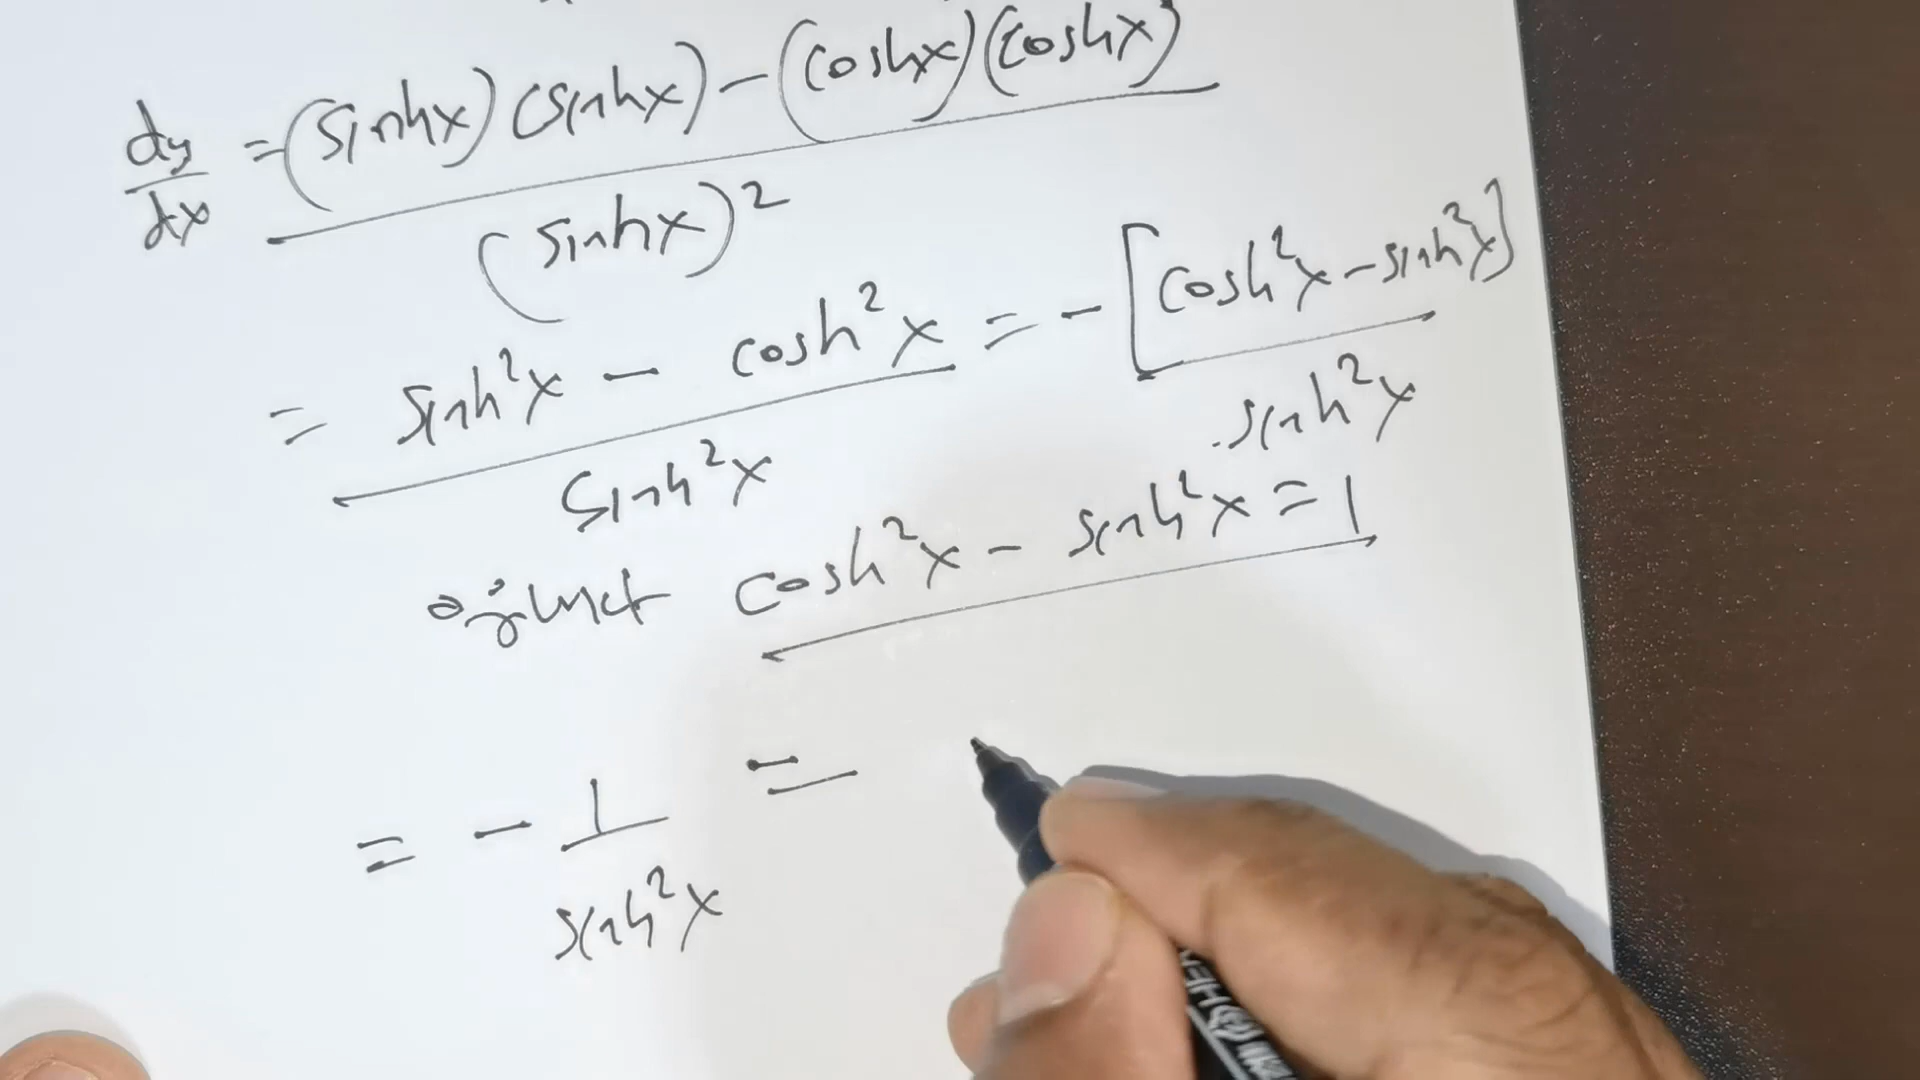 dy/dx = (sinhx)(sinhx) - (coshx)(coshx) / (sinhx)²
= sinh²x - cosh²x / sinh²x = - [cosh²x - sinh²x] / sinh²x
cosh²x - sinh²x = 1
= - 1 / sinh²x =